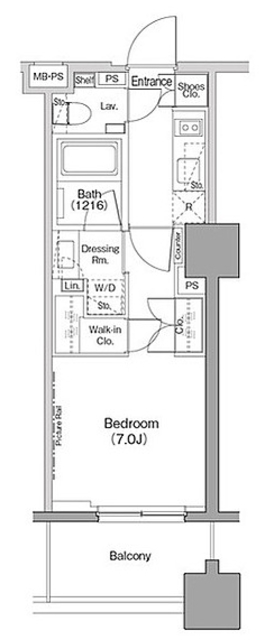 MB·PS
Shelf
PS
Entrance
Shoes
Clo.
Sto.
Lav.
Sto.
Bath
(1216)
R
Counter
Dressing
Rm.
Lin.
W/D
Sto.
PS
Walk-in
Clo.
Clo.
Bedroom
(7.0J)
Picture Rail
Balcony